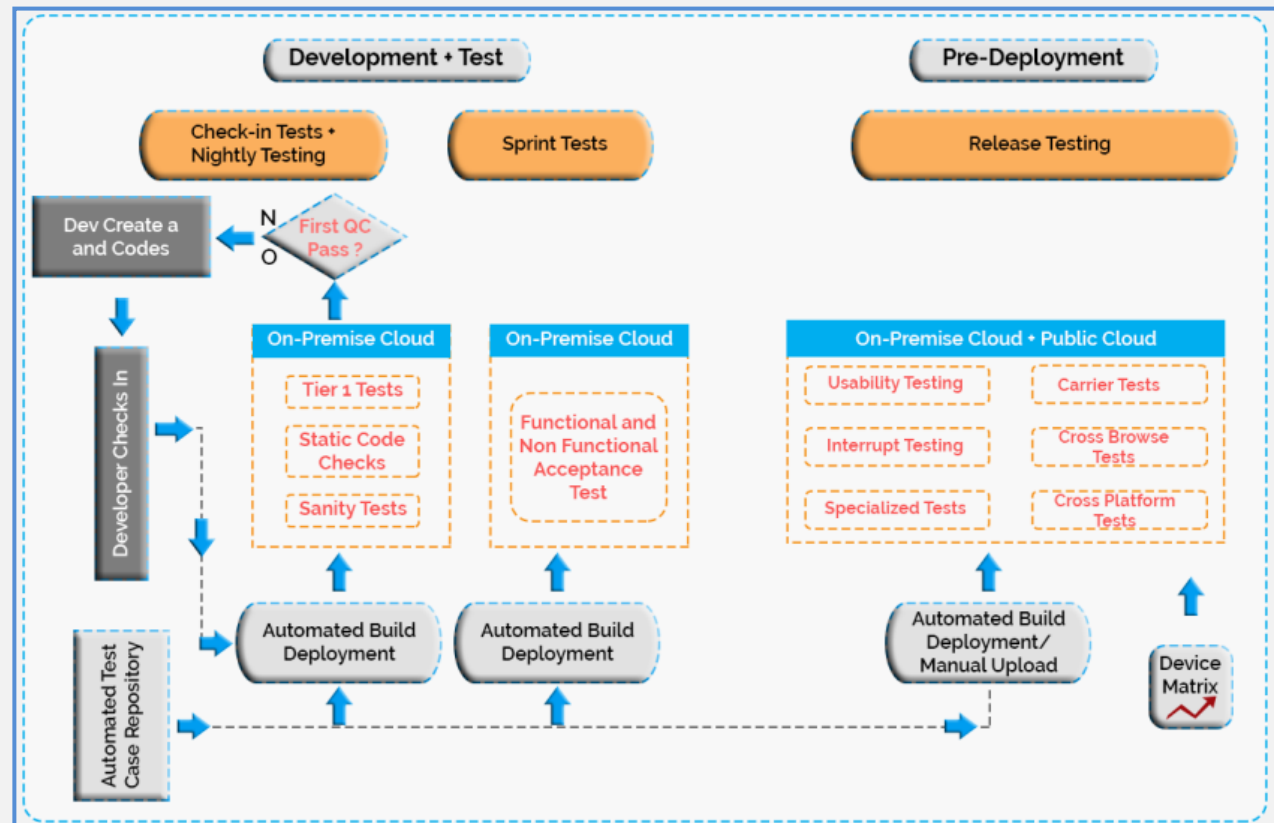 Development + Test
Pre-Deployment
Check-in Tests +
Nightly Testing
Sprint Tests
Release Testing
Dev Create a
and Codes
N
O
First QC
Pass ?
Developer Checks In
On-Premise Cloud
Tier 1 Tests
Static Code
Checks
Sanity Tests
On-Premise Cloud
Functional and
Non Functional
Acceptance
Test
On-Premise Cloud + Public Cloud
Usability Testing
Carrier Tests
Interrupt Testing
Cross Browse
Tests
Specialized Tests
Cross Platform
Tests
Automated Build
Deployment
Automated Build
Deployment
Automated Build
Deployment/
Manual Upload
Device
Matrix
Automated Test
Case Repository